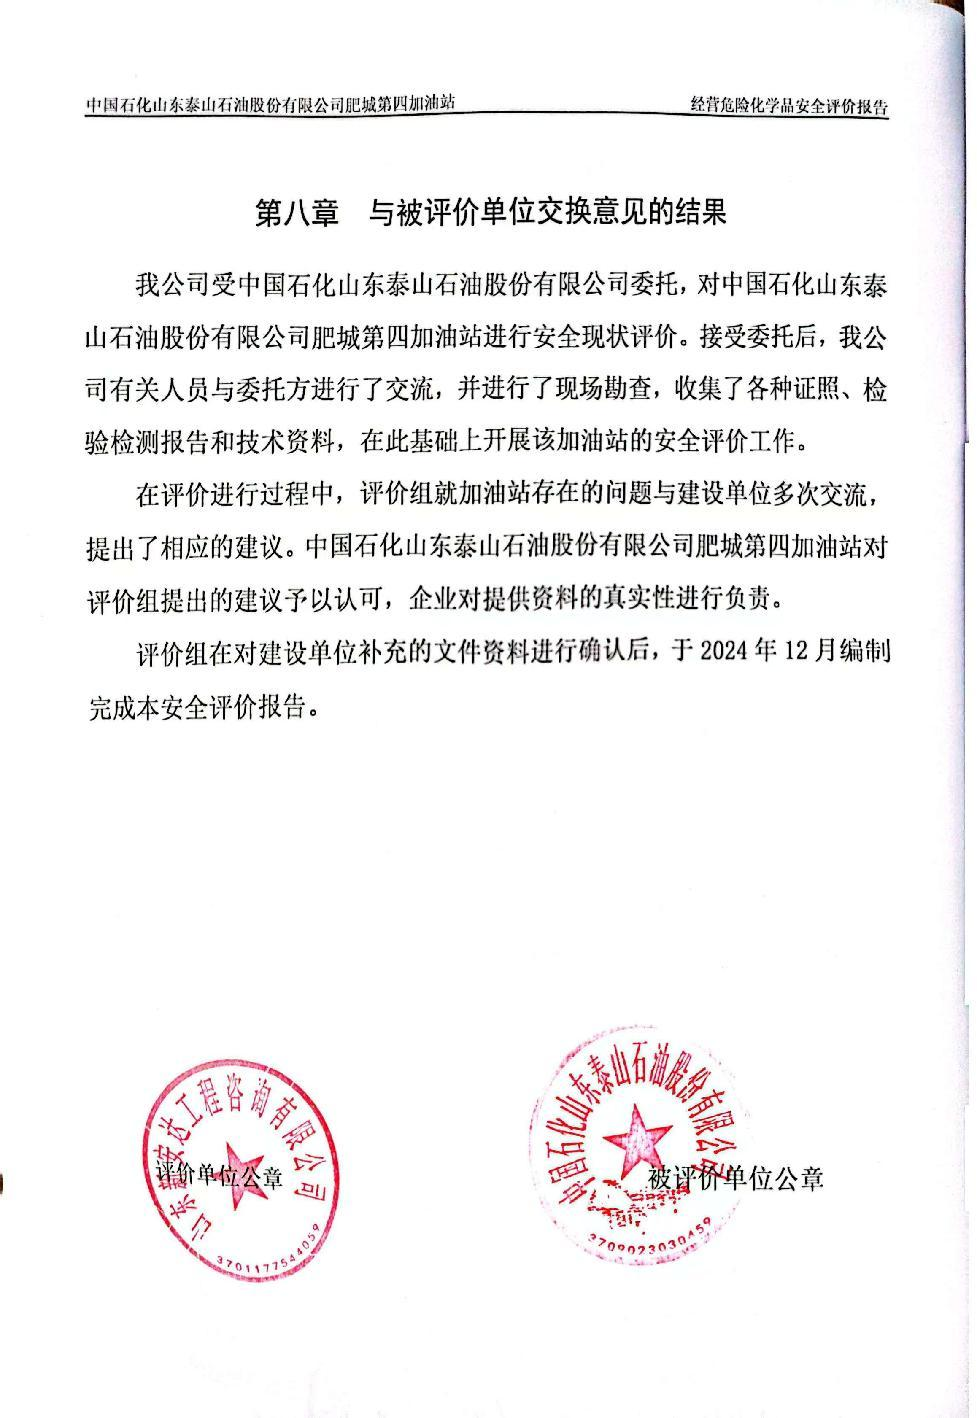 中国石化山东泰山石油股份有限公司肥城第四加油站
经营危险化学品安全评价报告
第八章 与被评价单位交换意见的结果
我公司受中国石化山东泰山石油股份有限公司委托，对中国石化山东泰
山石油股份有限公司肥城第四加油站进行安全现状评价。接受委托后，我公
司有关人员与委托方进行了交流，并进行了现场勘查，收集了各种证照、检
验检测报告和技术资料，在此基础上开展该加油站的安全评价工作。
在评价进行过程中，评价组就加油站存在的问题与建设单位多次交流，
提出了相应的建议。中国石化山东泰山石油股份有限公司肥城第四加油站对
评价组提出的建议予以认可，企业对提供资料的真实性进行负责。
评价组在对建设单位补充的文件资料进行确认后，于 2024 年 12 月编制
完成本安全评价报告。
山东 安达工程咨询有限公司
评价单位公章
3701177544059
中国石化山东泰山石油股份有限公司
被评价单位公章
3709023030459